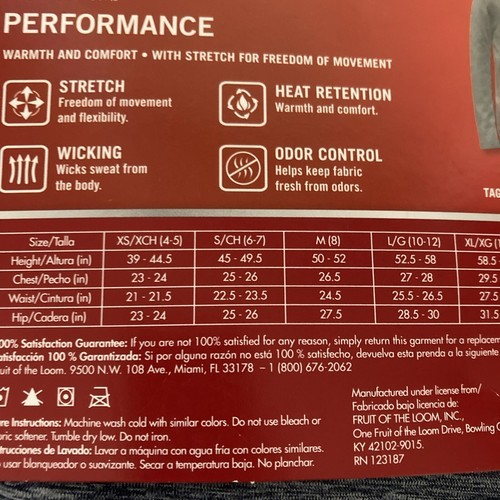 PERFORMANCE
WARMTH AND COMFORT • WITH STRETCH FOR FREEDOM OF MOVEMENT
STRETCH
Freedom of movement
and flexibility.
HEAT RETENTION
Warmth and comfort.
WICKING
Wicks sweat from
the body.
ODOR CONTROL
Helps keep fabric
fresh from odors.
TAG
Size/Talla XS/XCH (4-5) S/CH (6-7) M (8) L/G (10-12) XL/XG
Height/Altura (in) 39 - 44.5 45 - 49.5 50 - 52 52.5 - 58 58.5
Chest/Pecho (in) 23 - 24 25 - 26 26.5 27 - 28 29.5
Waist/Cintura (in) 21 - 21.5 22.5 - 23.5 24.5 25.5 - 26.5 27.5
Hip/Cadera (in) 23 - 24 25 - 26 27.5 28.5 - 30 31.5
00% Satisfaction Guarantee: If you are not 100% satisfied for any reason, simply return this garment for a replacem
atisfacción 100 % Garantizada: Si por alguna razón no está 100 % satisfecho, devuelva esta prenda a la siguiente
uit of the Loom. 9500 N.W. 108 Ave., Miami, FL 33178 – 1 (800) 676-2062
re Instructions: Machine wash cold with similar colors. Do not use bleach or
ric softener. Tumble dry low. Do not iron.
rucciones de Lavado: Lavar a máquina con agua fría con colores similares.
usar blanqueador o suavizante. Secar a temperatura baja. No planchar.
Manufactured under license from/
Fabricado bajo licencia de:
FRUIT OF THE LOOM, INC.,
One Fruit of the Loom Drive, Bowling G
KY 42102-9015.
RN 123187